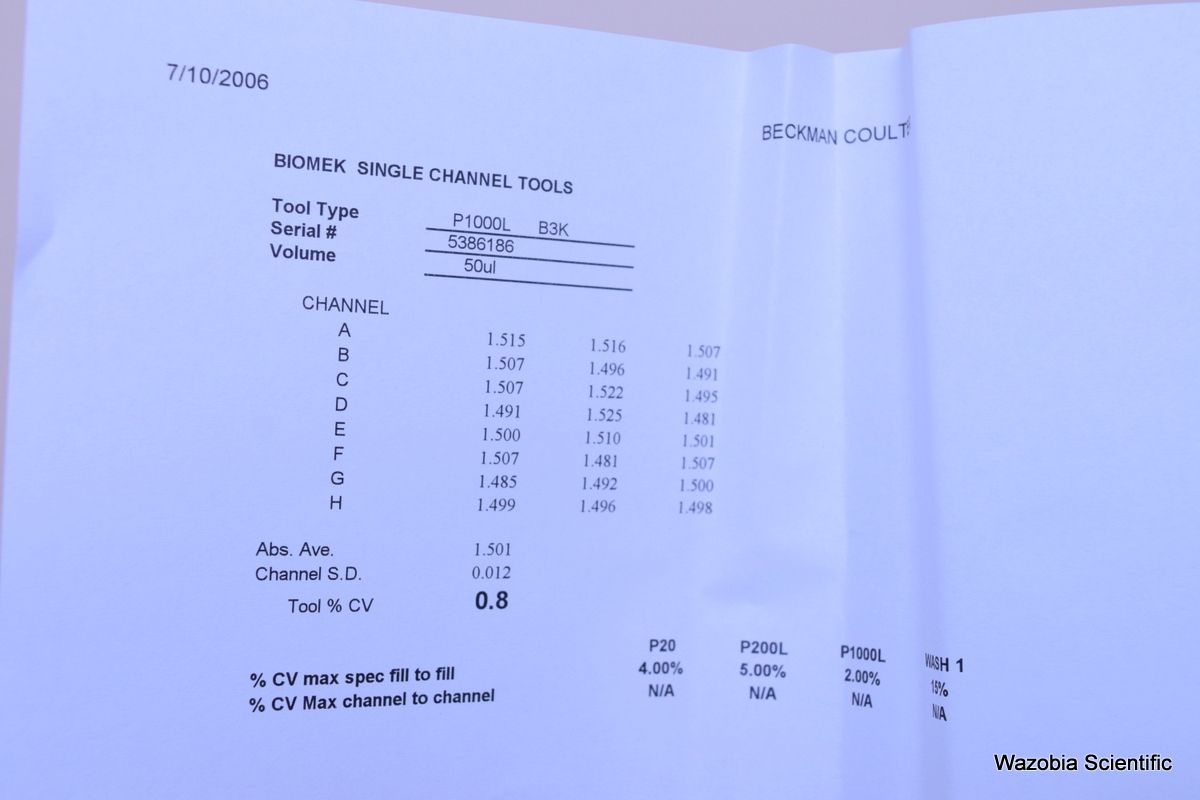 7/10/2006
BECKMAN COULTE
BIOMEK SINGLE CHANNEL TOOLS
Tool Type P1000L B3K
Serial # 5386186
Volume 50ul
CHANNEL
A 1.515 1.516 1.507
B 1.507 1.496 1.491
C 1.507 1.522 1.495
D 1.491 1.525 1.481
E 1.500 1.510 1.501
F 1.507 1.481 1.507
G 1.485 1.492 1.500
H 1.499 1.496 1.498
Abs. Ave. 1.501
Channel S.D. 0.012
Tool % CV 0.8
P20 P200L P1000L WASH 1
% CV max spec fill to fill 4.00% 5.00% 2.00% 15%
% CV Max channel to channel N/A N/A N/A N/A
Wazobia Scientific